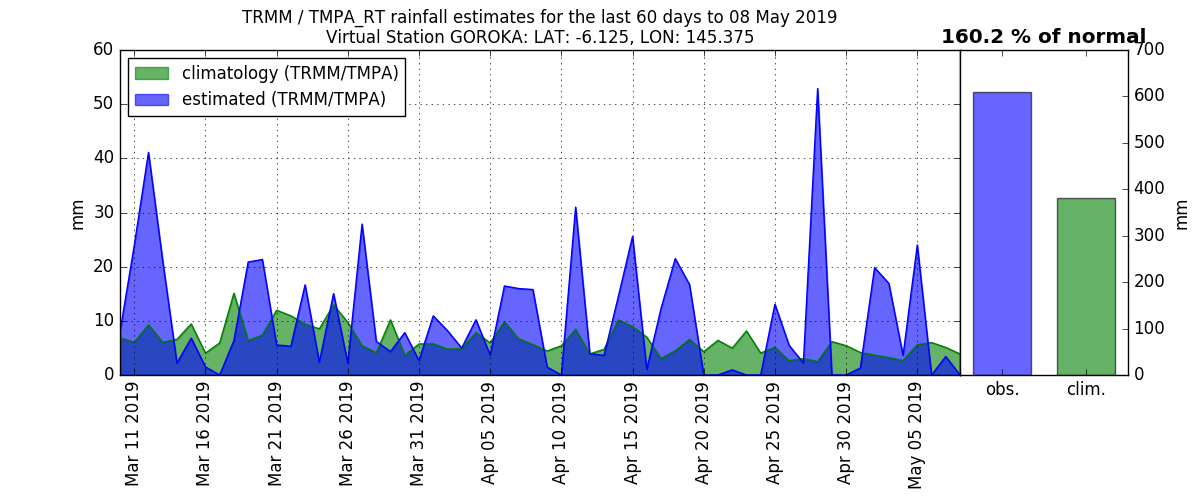 TRMM / TMPA_RT rainfall estimates for the last 60 days to 08 May 2019
Virtual Station GOROKA: LAT: -6.125, LON: 145.375
160.2 % of normal
climatology (TRMM/TMPA)
estimated (TRMM/TMPA)
60
50
40
30
20
10
0
mm
Mar 11 2019
Mar 16 2019
Mar 21 2019
Mar 26 2019
Mar 31 2019
Apr 05 2019
Apr 10 2019
Apr 15 2019
Apr 20 2019
Apr 25 2019
Apr 30 2019
May 05 2019
obs.
clim.
700
600
500
400
300
200
100
0
mm